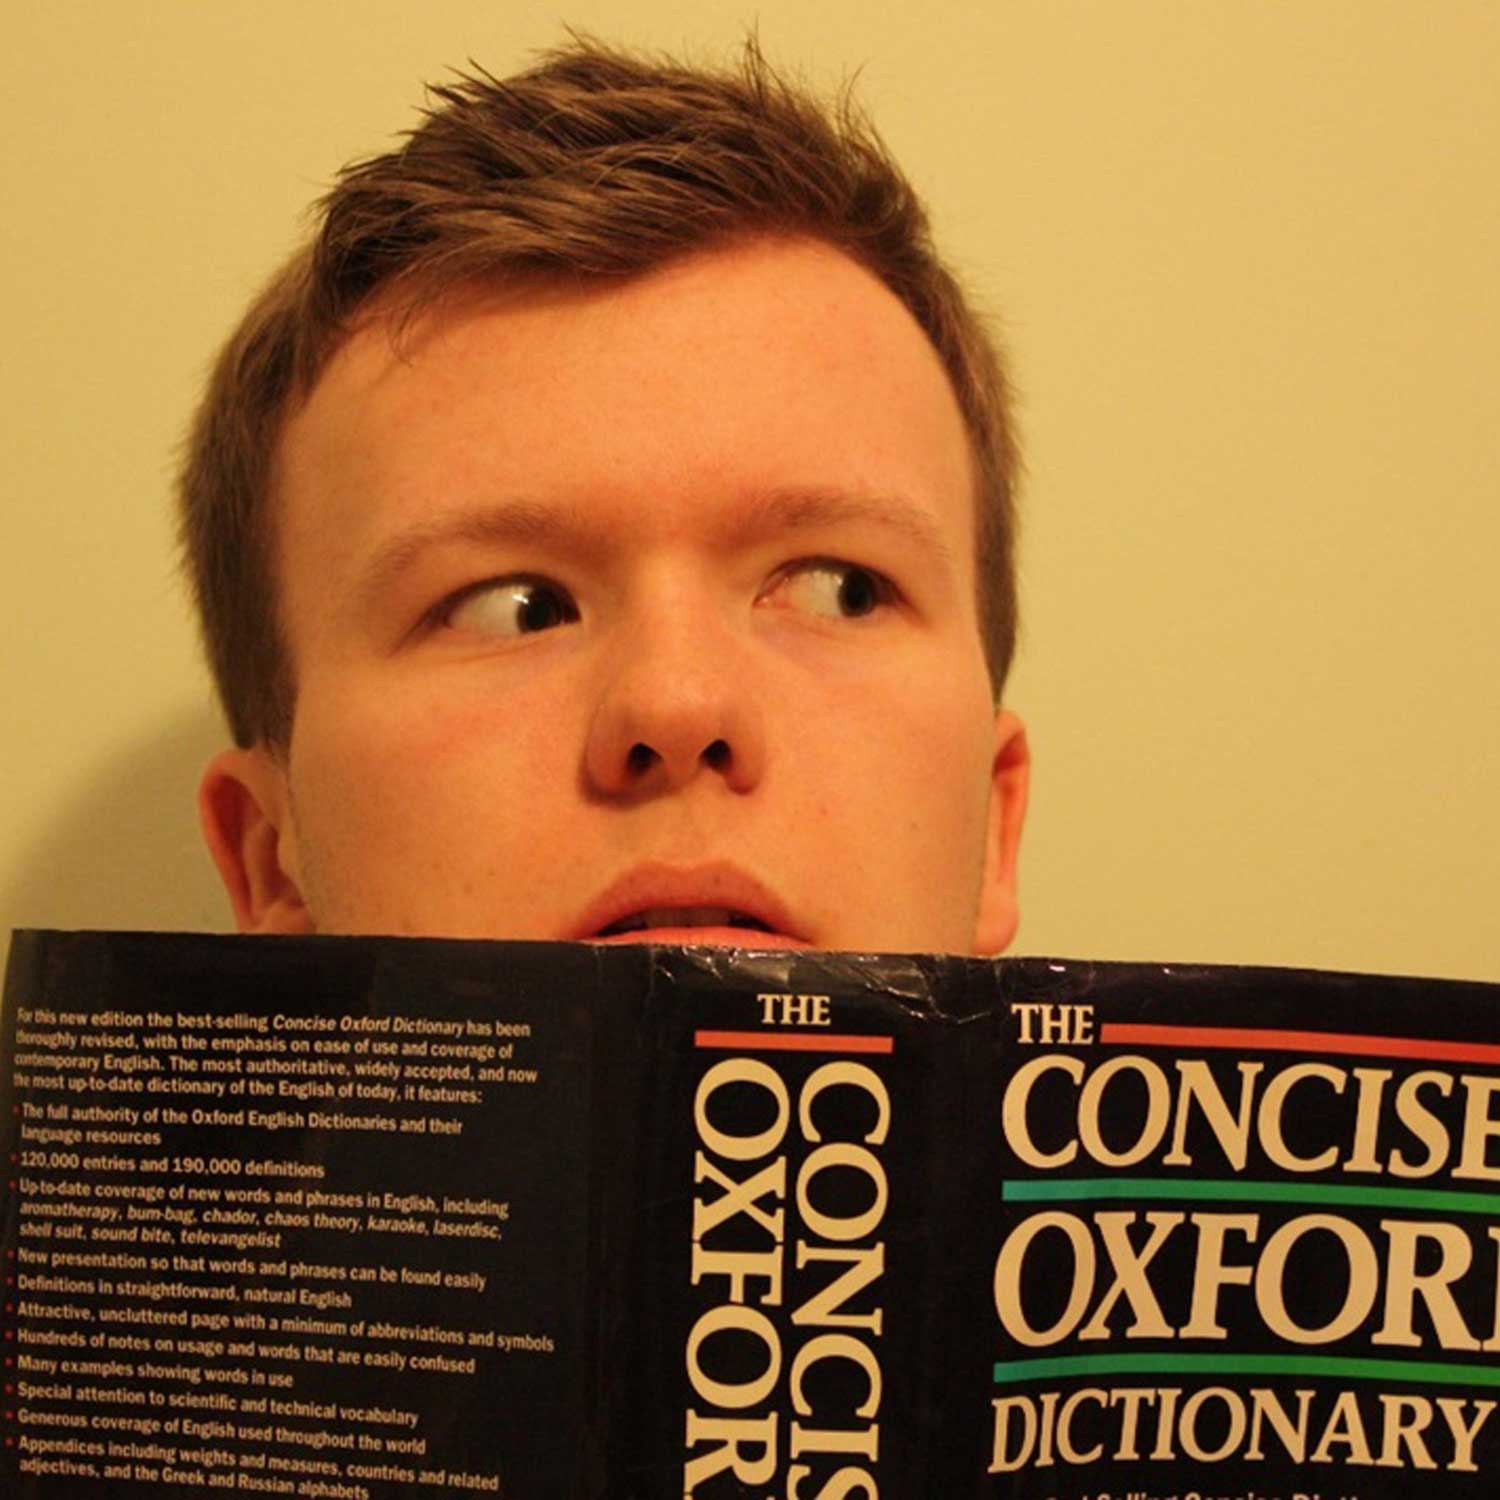 For this new edition the best-selling Concise Oxford Dictionary has been
thoroughly revised, with the emphasis on ease of use and coverage of
contemporary English. The most authoritative, widely accepted, and now
the most up-to-date dictionary of the English of today, it features:
• The full authority of the Oxford English Dictionaries and their
language resources
• 120,000 entries and 190,000 definitions
• Up-to-date coverage of new words and phrases in English, including
aromatherapy, bum-bag, chador, chaos theory, karaoke, laserdisc,
shell suit, sound bite, televangelist
• New presentation so that words and phrases can be found easily
• Definitions in straightforward, natural English
• Attractive, uncluttered page with a minimum of abbreviations and symbols
• Hundreds of notes on usage and words that are easily confused
• Many examples showing words in use
• Special attention to scientific and technical vocabulary
• Generous coverage of English used throughout the world
• Appendices including weights and measures, countries and related
adjectives, and the Greek and Russian alphabets
THE
CONCIS
OXFOR
THE
CONCISE
OXFOR
DICTIONARY
Selling Concise